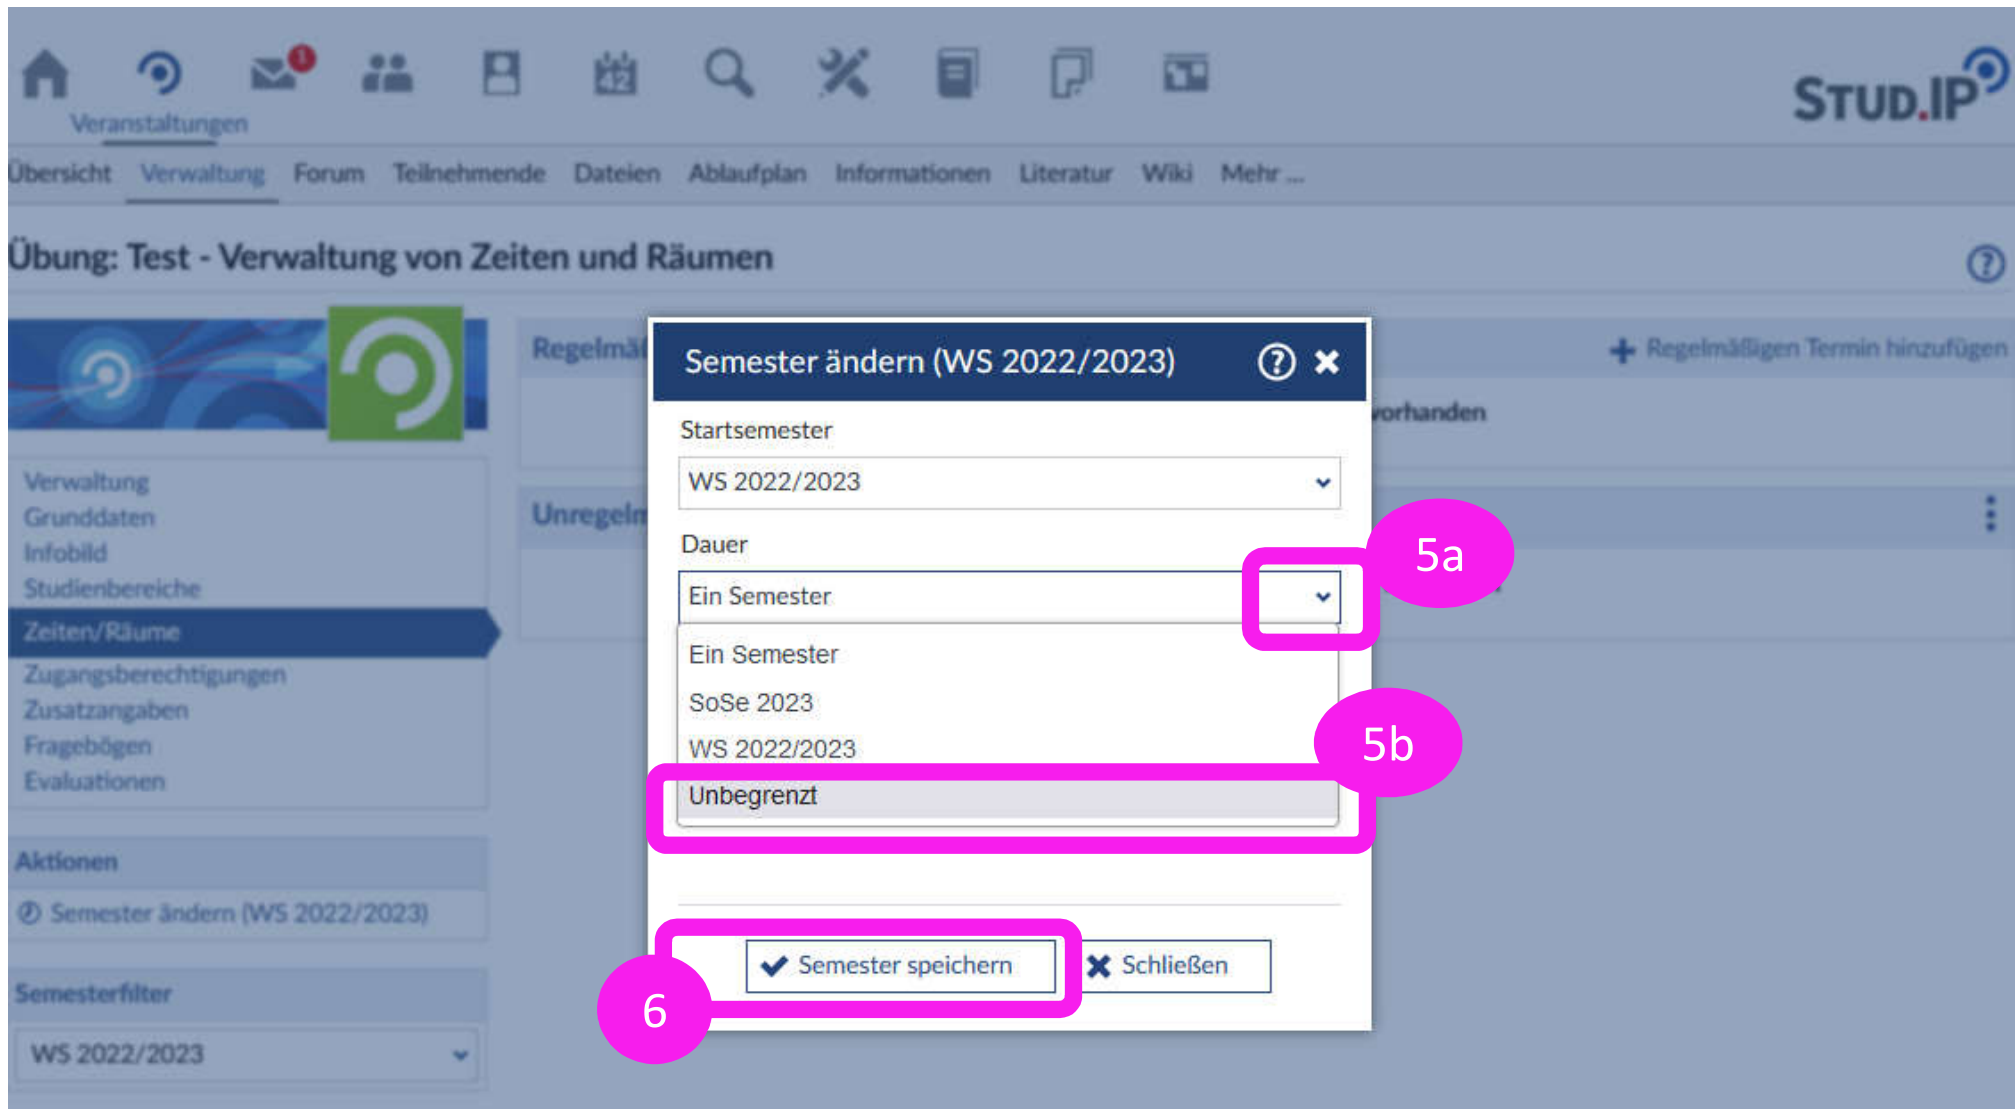 1
42
Veranstaltungen
STUD.IP
Übersicht Verwaltung Forum Teilnehmende Dateien Ablaufplan Informationen Literatur Wiki Mehr ...
Übung: Test - Verwaltung von Zeiten und Räumen
?
Regelmäß
Regelmäßigen Termin hinzufügen
Semester ändern (WS 2022/2023)
?
vorhanden
Startsemester
WS 2022/2023
Verwaltung
Grunddaten
Infobild
Studienbereiche
Zeiten/Räume
Zugangsberechtigungen
Zusatzangaben
Fragebögen
Evaluationen
Unregelm
Dauer
5a
Ein Semester
Ein Semester
SoSe 2023
WS 2022/2023
5b
Unbegrenzt
Aktionen
Semester ändern (WS 2022/2023)
Semester speichern
Schließen
6
Semesterfilter
WS 2022/2023